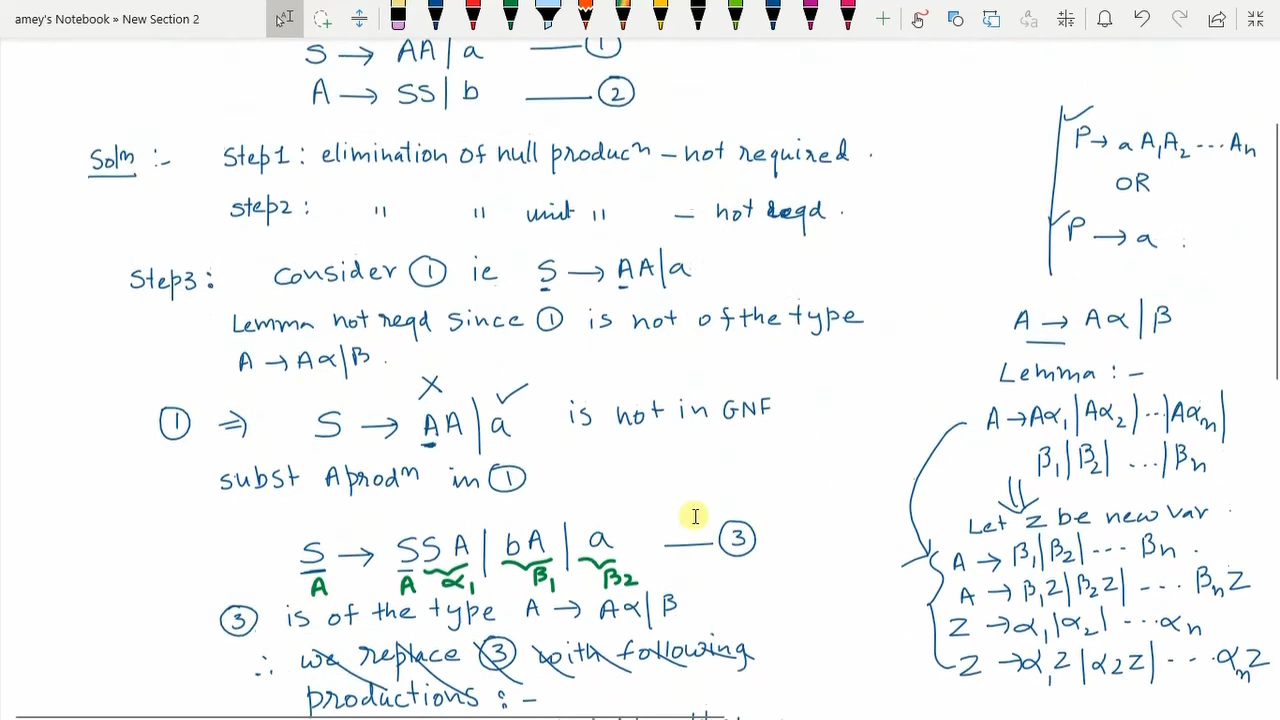 amey's Notebook » New Section 2
S → AA | a —— ①
A → SS | b —— ②
Solⁿ :- Step1 : elimination of null producⁿ – not required .
step2 : " " unit " – not reqd .
Step3 : Consider ① ie S → AA|a
Lemma not reqd since ① is not of the type
A → Aα|β .
X ✓
① ⇒ S → AA | a is not in GNF
subst A prodⁿ in ①
S → SSA | bA | a —— ③
A A α₁ β₁ β₂
③ is of the type A → Aα | β
∴ we replace ③ with following
productions : -
✓ P → a A₁A₂ ... Aₙ
OR
✓ P → a .
A → Aα | β
Lemma : -
A → Aα₁ | Aα₂ | ... | Aαₙ |
β₁ | β₂ | ... | βₙ
⇓
Let Z be new var .
A → β₁ | β₂ | ... βₙ .
A → β₁Z | β₂Z | ... βₙZ
Z → α₁ | α₂ | ... αₙ
Z → α₁Z | α₂Z | ... αₙZ